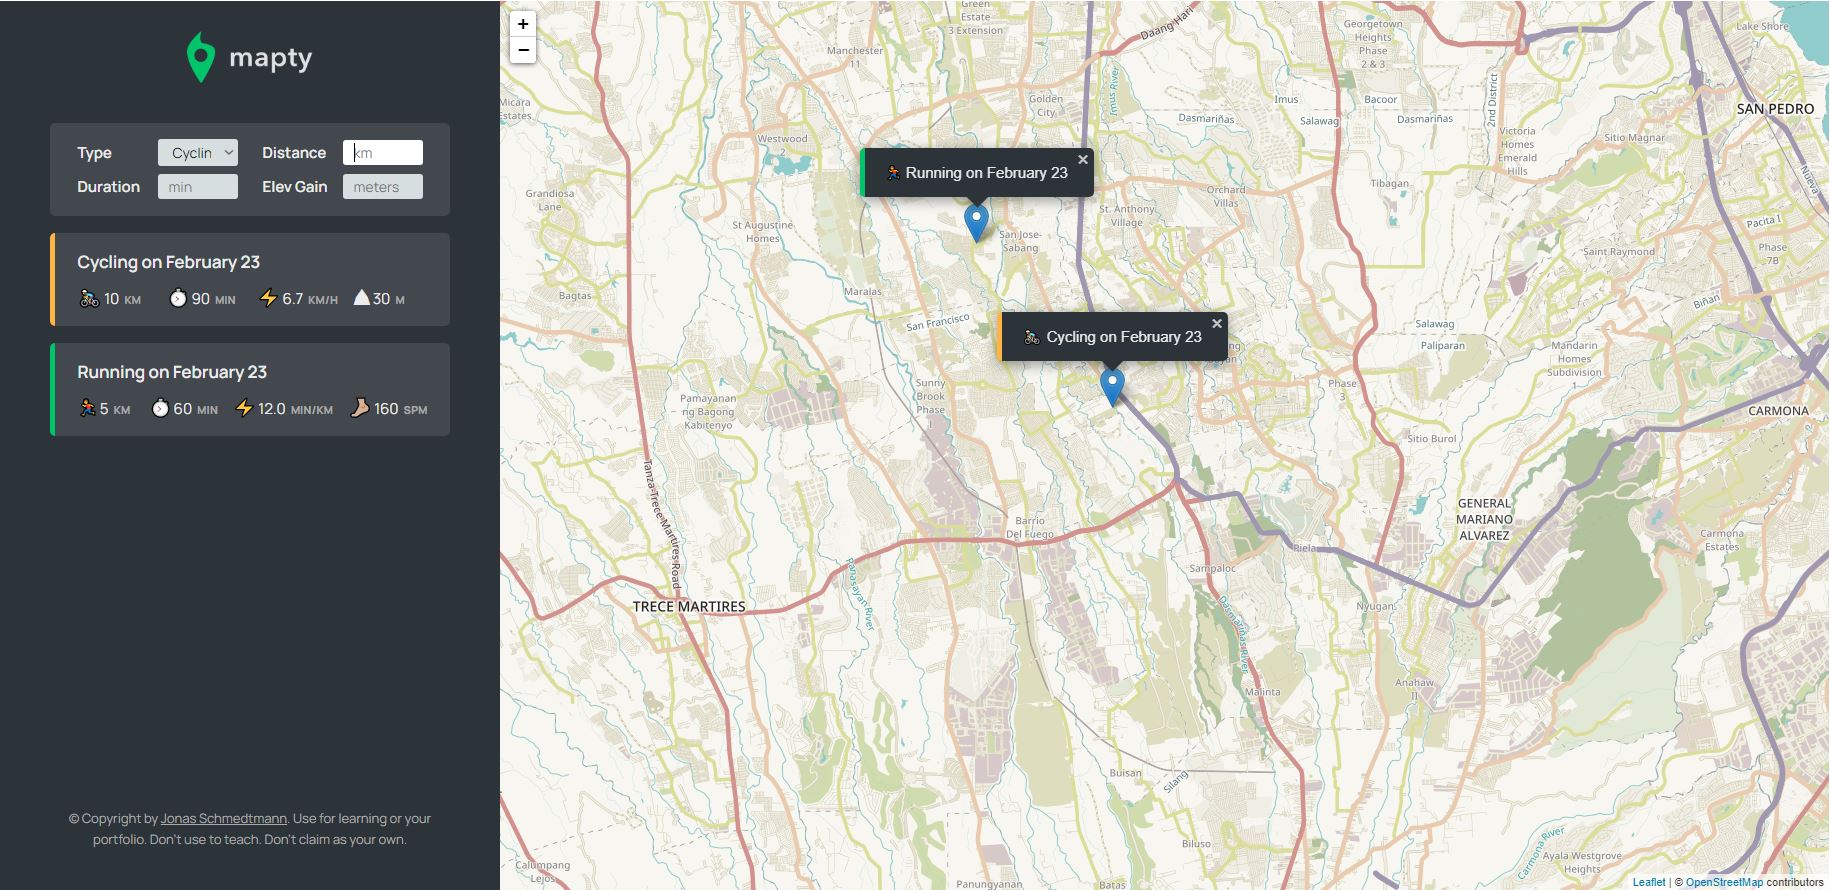 mapty
Type Cyclin Distance km
Duration min Elev Gain meters
Cycling on February 23
10 KM 90 MIN 6.7 KM/H 30 M
Running on February 23
5 KM 60 MIN 12.0 MIN/KM 160 SPM
© Copyright by Jonas Schmedtmann. Use for learning or your
portfolio. Don't use to teach. Don't claim as your own.
+
−
Green
Estate
3 Extension
Daang Hari
Manchester
11
Georgetown
Heights
Phase
2 & 3
Lake Shore
Micara
Estates
Golden
City
Imus River
Imus
Salawag
Bacoor
Dasmariñas
Dasmariñas
2nd District
SAN PEDRO
Westwood
2
Victoria
Homes
Emerald
Hills
Sitio Magnar
×
Running on February 23
Nueva
Grandiosa
Lane
Tibagan
Orchard
Villas
St. Anthony
Village
Pacita I
St Augustine
Homes
San Jose-
Sabang
Saint Raymond
Phase
7B
Bagtas
Maralas
San Francisco
Biñan
×
Cycling on February 23
Salawag
Paliparan
Mandarin
Homes
Subdivision
1
Sunny
Brook
Phase
I
Phase
3
Pamayanan
ng Bagong
Kabitenyo
CARMONA
Sitio Burol
Tanza-Trece Martires Road
GENERAL
MARIANO
ALVAREZ
Barrio
Del Fuego
Piela
Carmona
Estates
Sampaloc
Panasayan River
TRECE MARTIRES
Nyugan
Dasmariñas River
Anahaw
II
Malinta
Buisan
Silang
Carmona River
Biluso
Ayala Westgrove
Heights
Calumpang
Lejos
Panungyanan
Batas
Leaflet | © OpenStreetMap contributors